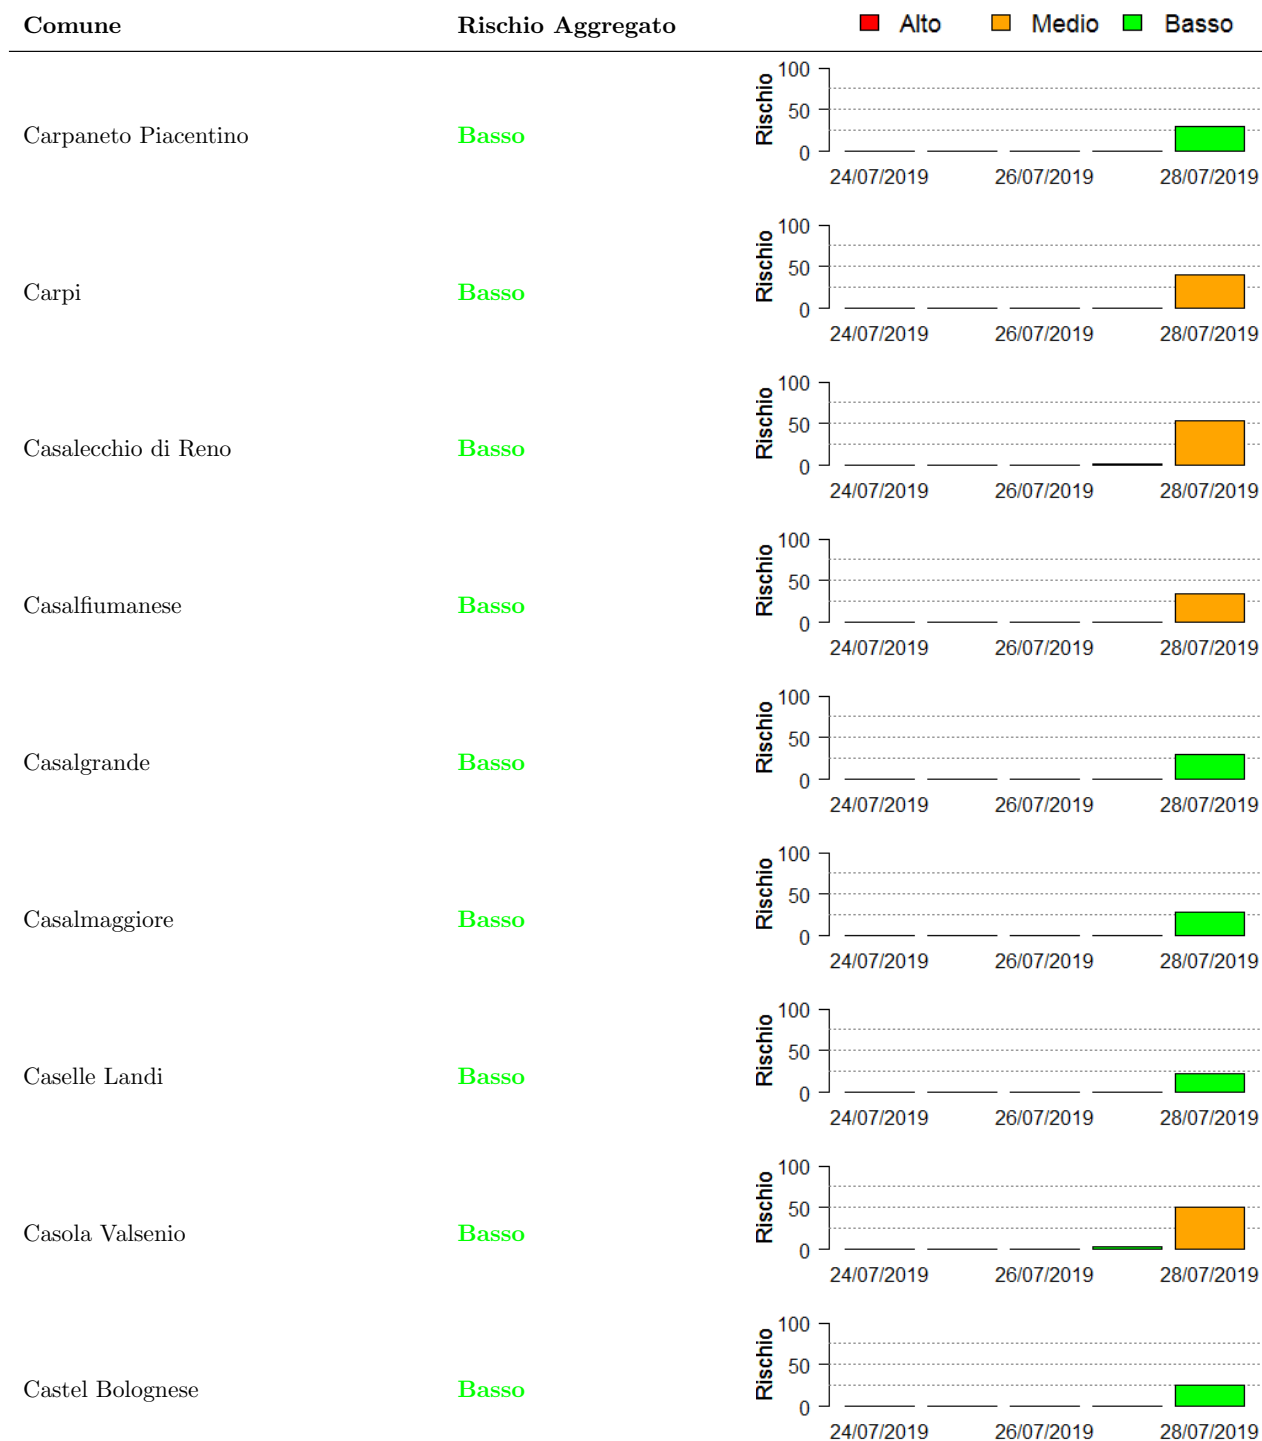 Comune Rischio Aggregato Alto Medio Basso
Carpaneto Piacentino Basso Rischio 100 50 0
24/07/2019 26/07/2019 28/07/2019
Carpi Basso Rischio 100 50 0
24/07/2019 26/07/2019 28/07/2019
Casalecchio di Reno Basso Rischio 100 50 0
24/07/2019 26/07/2019 28/07/2019
Casalfiumanese Basso Rischio 100 50 0
24/07/2019 26/07/2019 28/07/2019
Casalgrande Basso Rischio 100 50 0
24/07/2019 26/07/2019 28/07/2019
Casalmaggiore Basso Rischio 100 50 0
24/07/2019 26/07/2019 28/07/2019
Caselle Landi Basso Rischio 100 50 0
24/07/2019 26/07/2019 28/07/2019
Casola Valsenio Basso Rischio 100 50 0
24/07/2019 26/07/2019 28/07/2019
Castel Bolognese Basso Rischio 100 50 0
24/07/2019 26/07/2019 28/07/2019